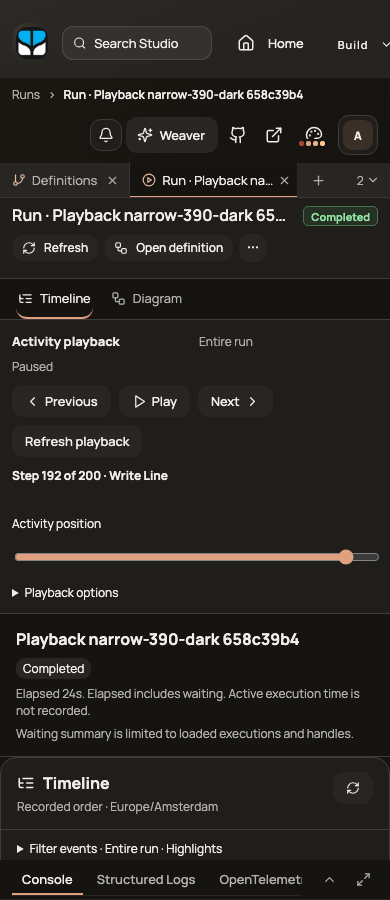 Search Studio
Home
Build
Runs > Run · Playback narrow-390-dark 658c39b4
Weaver
A
Definitions
Run · Playback na...
2
Run · Playback narrow-390-dark 65...
Completed
Refresh
Open definition
...
Timeline
Diagram
Activity playback
Entire run
Paused
Previous
Play
Next
Refresh playback
Step 192 of 200 · Write Line
Activity position
Playback options
Playback narrow-390-dark 658c39b4
Completed
Elapsed 24s. Elapsed includes waiting. Active execution time is
not recorded.
Waiting summary is limited to loaded executions and handles.
Timeline
Recorded order · Europe/Amsterdam
Filter events · Entire run · Highlights
Console
Structured Logs
OpenTelemet